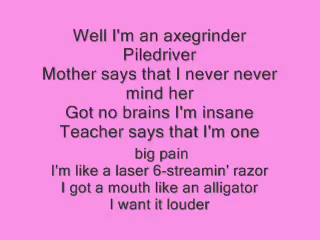 Well I'm an axegrinder
Piledriver
Mother says that I never never
mind her
Got no brains I'm insane
Teacher says that I'm one
big pain
I'm like a laser 6-streamin' razor
I got a mouth like an alligator
I want it louder